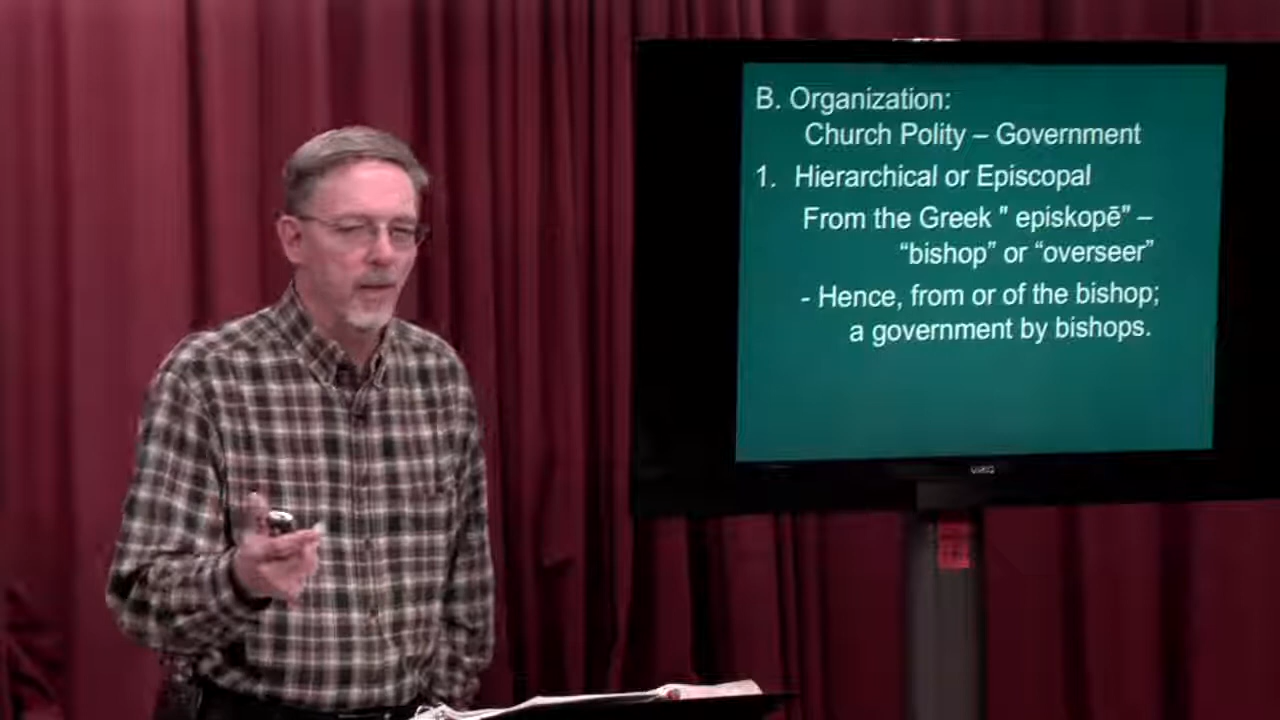 B. Organization:
Church Polity – Government
1. Hierarchical or Episcopal
From the Greek " episkopē” –
“bishop” or “overseer”
- Hence, from or of the bishop;
a government by bishops.